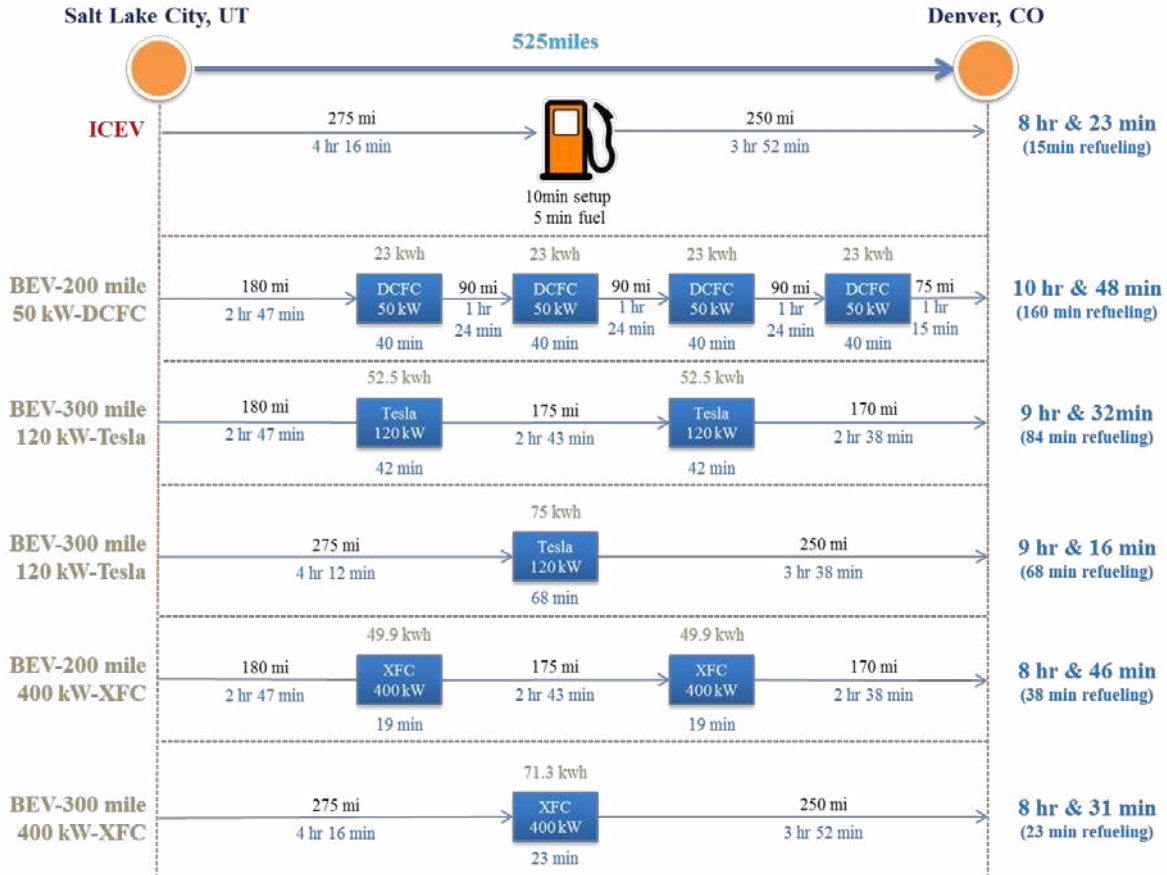 Salt Lake City, UT
Denver, CO
525miles
ICEV
275 mi
4 hr 16 min
10min setup
5 min fuel
250 mi
3 hr 52 min
8 hr & 23 min
(15min refueling)
BEV-200 mile
50 kW-DCFC
180 mi
2 hr 47 min
23 kwh
DCFC
50 kW
40 min
90 mi
1 hr
24 min
23 kwh
DCFC
50 kW
40 min
90 mi
1 hr
24 min
23 kwh
DCFC
50 kW
40 min
90 mi
1 hr
24 min
23 kwh
DCFC
50 kW
40 min
75 mi
1 hr
15 min
10 hr & 48 min
(160 min refueling)
BEV-300 mile
120 kW-Tesla
180 mi
2 hr 47 min
52.5 kwh
Tesla
120 kW
42 min
175 mi
2 hr 43 min
52.5 kwh
Tesla
120 kW
42 min
170 mi
2 hr 38 min
9 hr & 32min
(84 min refueling)
BEV-300 mile
120 kW-Tesla
275 mi
4 hr 12 min
75 kwh
Tesla
120 kW
68 min
250 mi
3 hr 38 min
9 hr & 16 min
(68 min refueling)
BEV-200 mile
400 kW-XFC
180 mi
2 hr 47 min
49.9 kwh
XFC
400 kW
19 min
175 mi
2 hr 43 min
49.9 kwh
XFC
400 kW
19 min
170 mi
2 hr 38 min
8 hr & 46 min
(38 min refueling)
BEV-300 mile
400 kW-XFC
275 mi
4 hr 16 min
71.3 kwh
XFC
400 kW
23 min
250 mi
3 hr 52 min
8 hr & 31 min
(23 min refueling)